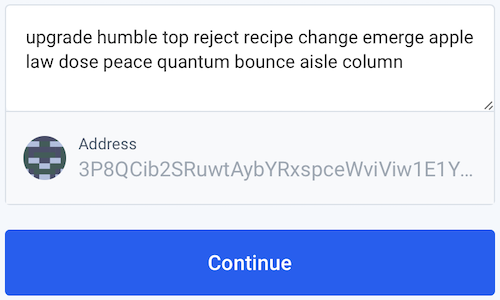 upgrade humble top reject recipe change emerge apple
law dose peace quantum bounce aisle column
Address
3P8QCib2SRuwtAybYRxspceWviViw1E1Y...
Continue